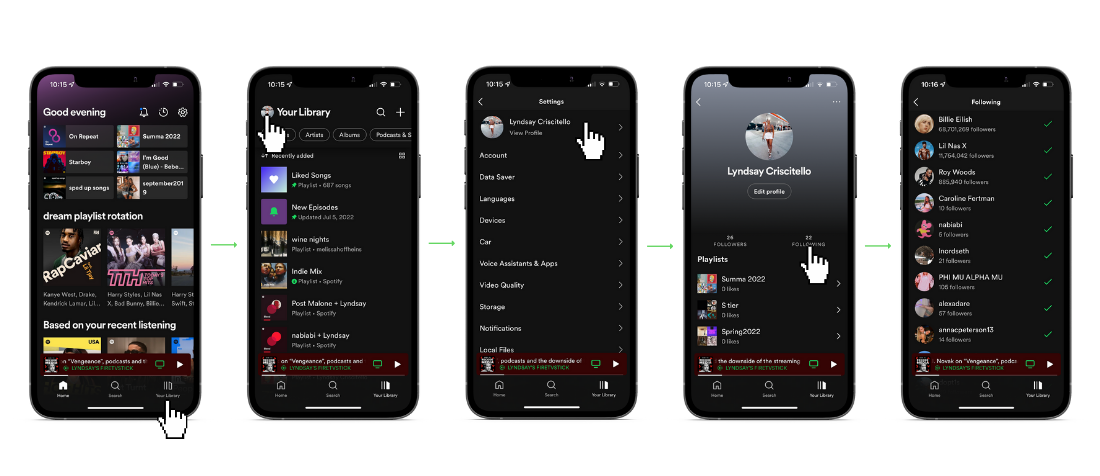 10:15
Good evening
On Repeat
Summa 2022
Starboy
I'm Good
(Blue) - Bebe...
sped up songs
september201
9
dream playlist rotation
RapCaviar
Kanye West, Drake,
Kendrick Lamar, Lil...
Harry Styles, Lil Nas
X, Bad Bunny, Billie...
Harry S
Swift, S
Based on your recent listening
USA
on "Vengeance", podcasts and th
LYNDSAY'S FIRETVSTICK
Home
Search
Your Library
10:15
Your Library
Artists
Albums
Podcasts & S
Recently added
Liked Songs
Playlist • 687 songs
New Episodes
Updated Jul 5, 2022
wine nights
Playlist • melissahoffheins
Indie Mix
Playlist • Spotify
Post Malone + Lyndsay
Playlist • Spotify
nabiabi + Lyndsay
Playlist • Spotify
on "Vengeance", podcasts and
LYNDSAY'S FIRETVSTICK
Home
Search
Your Library
10:15
Settings
Lyndsay Criscitello
View Profile
Account
Data Saver
Languages
Devices
Car
Voice Assistants & Apps
Video Quality
Storage
Notifications
Local Files
podcasts and the downside of
LYNDSAY'S FIRETVSTICK
Home
Search
Your Library
10:15
Lyndsay Criscitello
Edit profile
26
FOLLOWERS
22
FOLLOWING
Playlists
Summa 2022
0 likes
S tier
0 likes
Spring2022
0 likes
the downside of the streaming
LYNDSAY'S FIRETVSTICK
Home
Search
Your Library
10:16
Following
Billie Eilish
68,701,269 followers
Lil Nas X
11,764,042 followers
Roy Woods
885,940 followers
Caroline Fertman
10 followers
nabiabi
5 followers
lnordseth
21 followers
PHI MU ALPHA MU
106 followers
alexadare
57 followers
annacpeterson13
14 followers
Novak on "Vengeance", podc
LYNDSAY'S FIRETVSTICK
Home
Search
Your Library